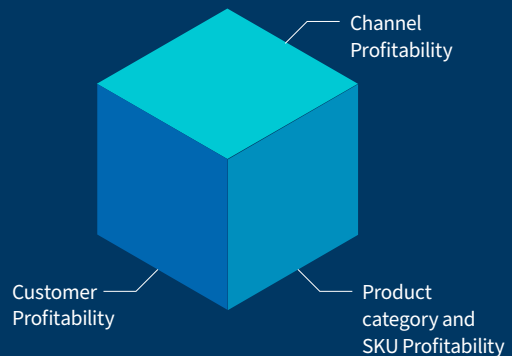 Channel
Profitability
Customer
Profitability
Product
category and
SKU Profitability